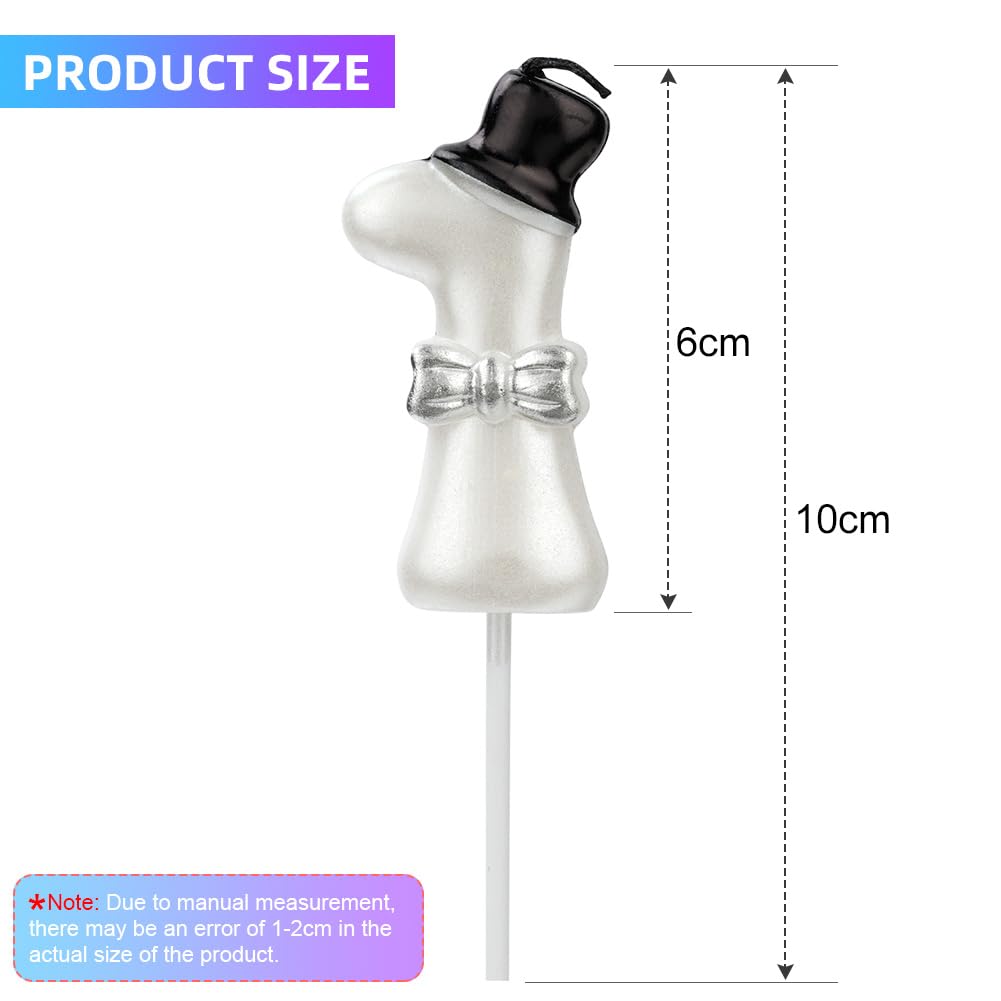 PRODUCT SIZE
6cm
10cm
*Note: Due to manual measurement,
there may be an error of 1-2cm in the
actual size of the product.